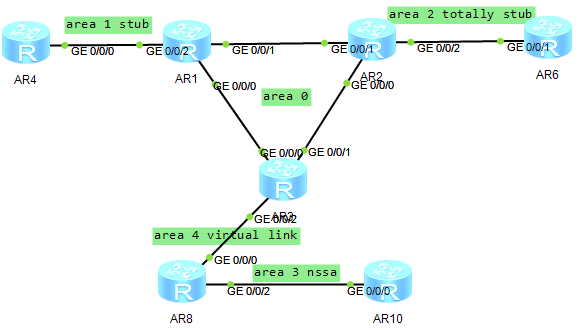 area 1 stub
area 2 totally stub
GE 0/0/0
GE 0/0/2
GE 0/0/1
GE 0/0/1
GE 0/0/2
GE 0/0/1
AR4
AR1
AR2
AR6
GE 0/0/0
GE 0/0/0
area 0
GE 0/0/0
GE 0/0/1
AR3
GE 0/0/2
area 4 virtual link
GE 0/0/0
area 3 nssa
GE 0/0/2
GE 0/0/0
AR8
AR10
R
R
R
R
R
R
R